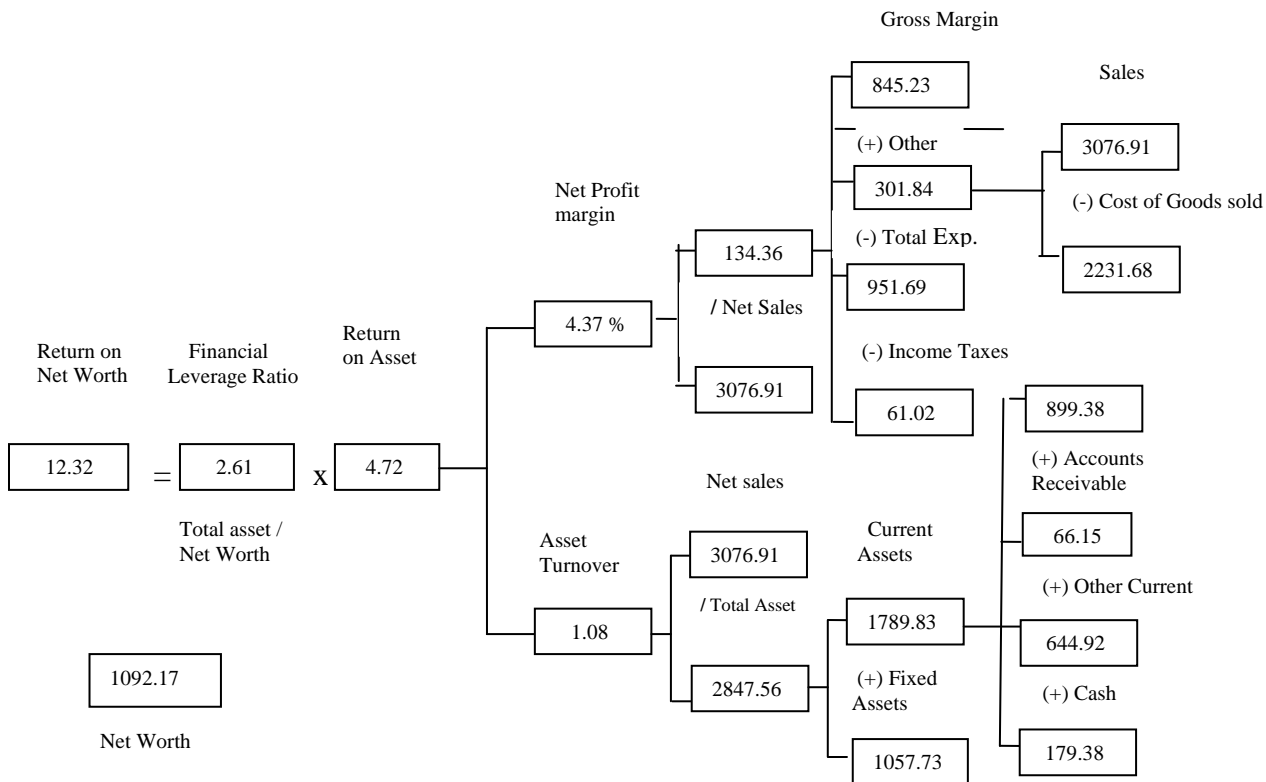 Gross Margin
845.23
Sales
(+) Other
3076.91
Net Profit
margin
301.84
(-) Cost of Goods sold
134.36
(-) Total Exp.
2231.68
951.69
4.37 %
/ Net Sales
Return on
Net Worth
Financial
Leverage Ratio
Return
on Asset
(-) Income Taxes
3076.91
61.02
899.38
12.32
=
2.61
x
4.72
(+) Accounts
Receivable
Net sales
Total asset /
Net Worth
Asset
Turnover
3076.91
Current
Assets
66.15
(+) Other Current
/ Total Asset
1.08
1789.83
644.92
1092.17
2847.56
(+) Fixed
Assets
(+) Cash
Net Worth
1057.73
179.38